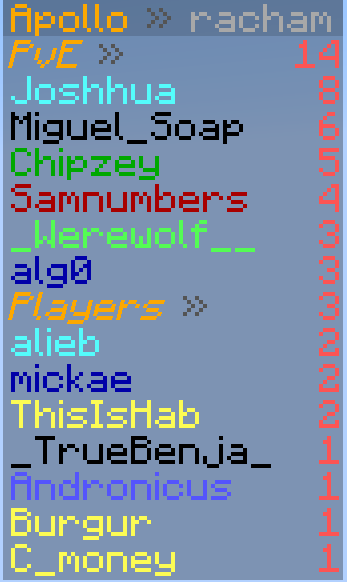 Apollo » racham
PvE » 14
Joshhua 8
Miguel_Soap 6
Chipzey 5
Samnumbers 4
_Werewolf__ 3
alg0 3
Players » 3
alieb 2
mickae 2
ThisIsHab 2
_TrueBenja_ 1
Andronicus 1
Burgur 1
C_money 1